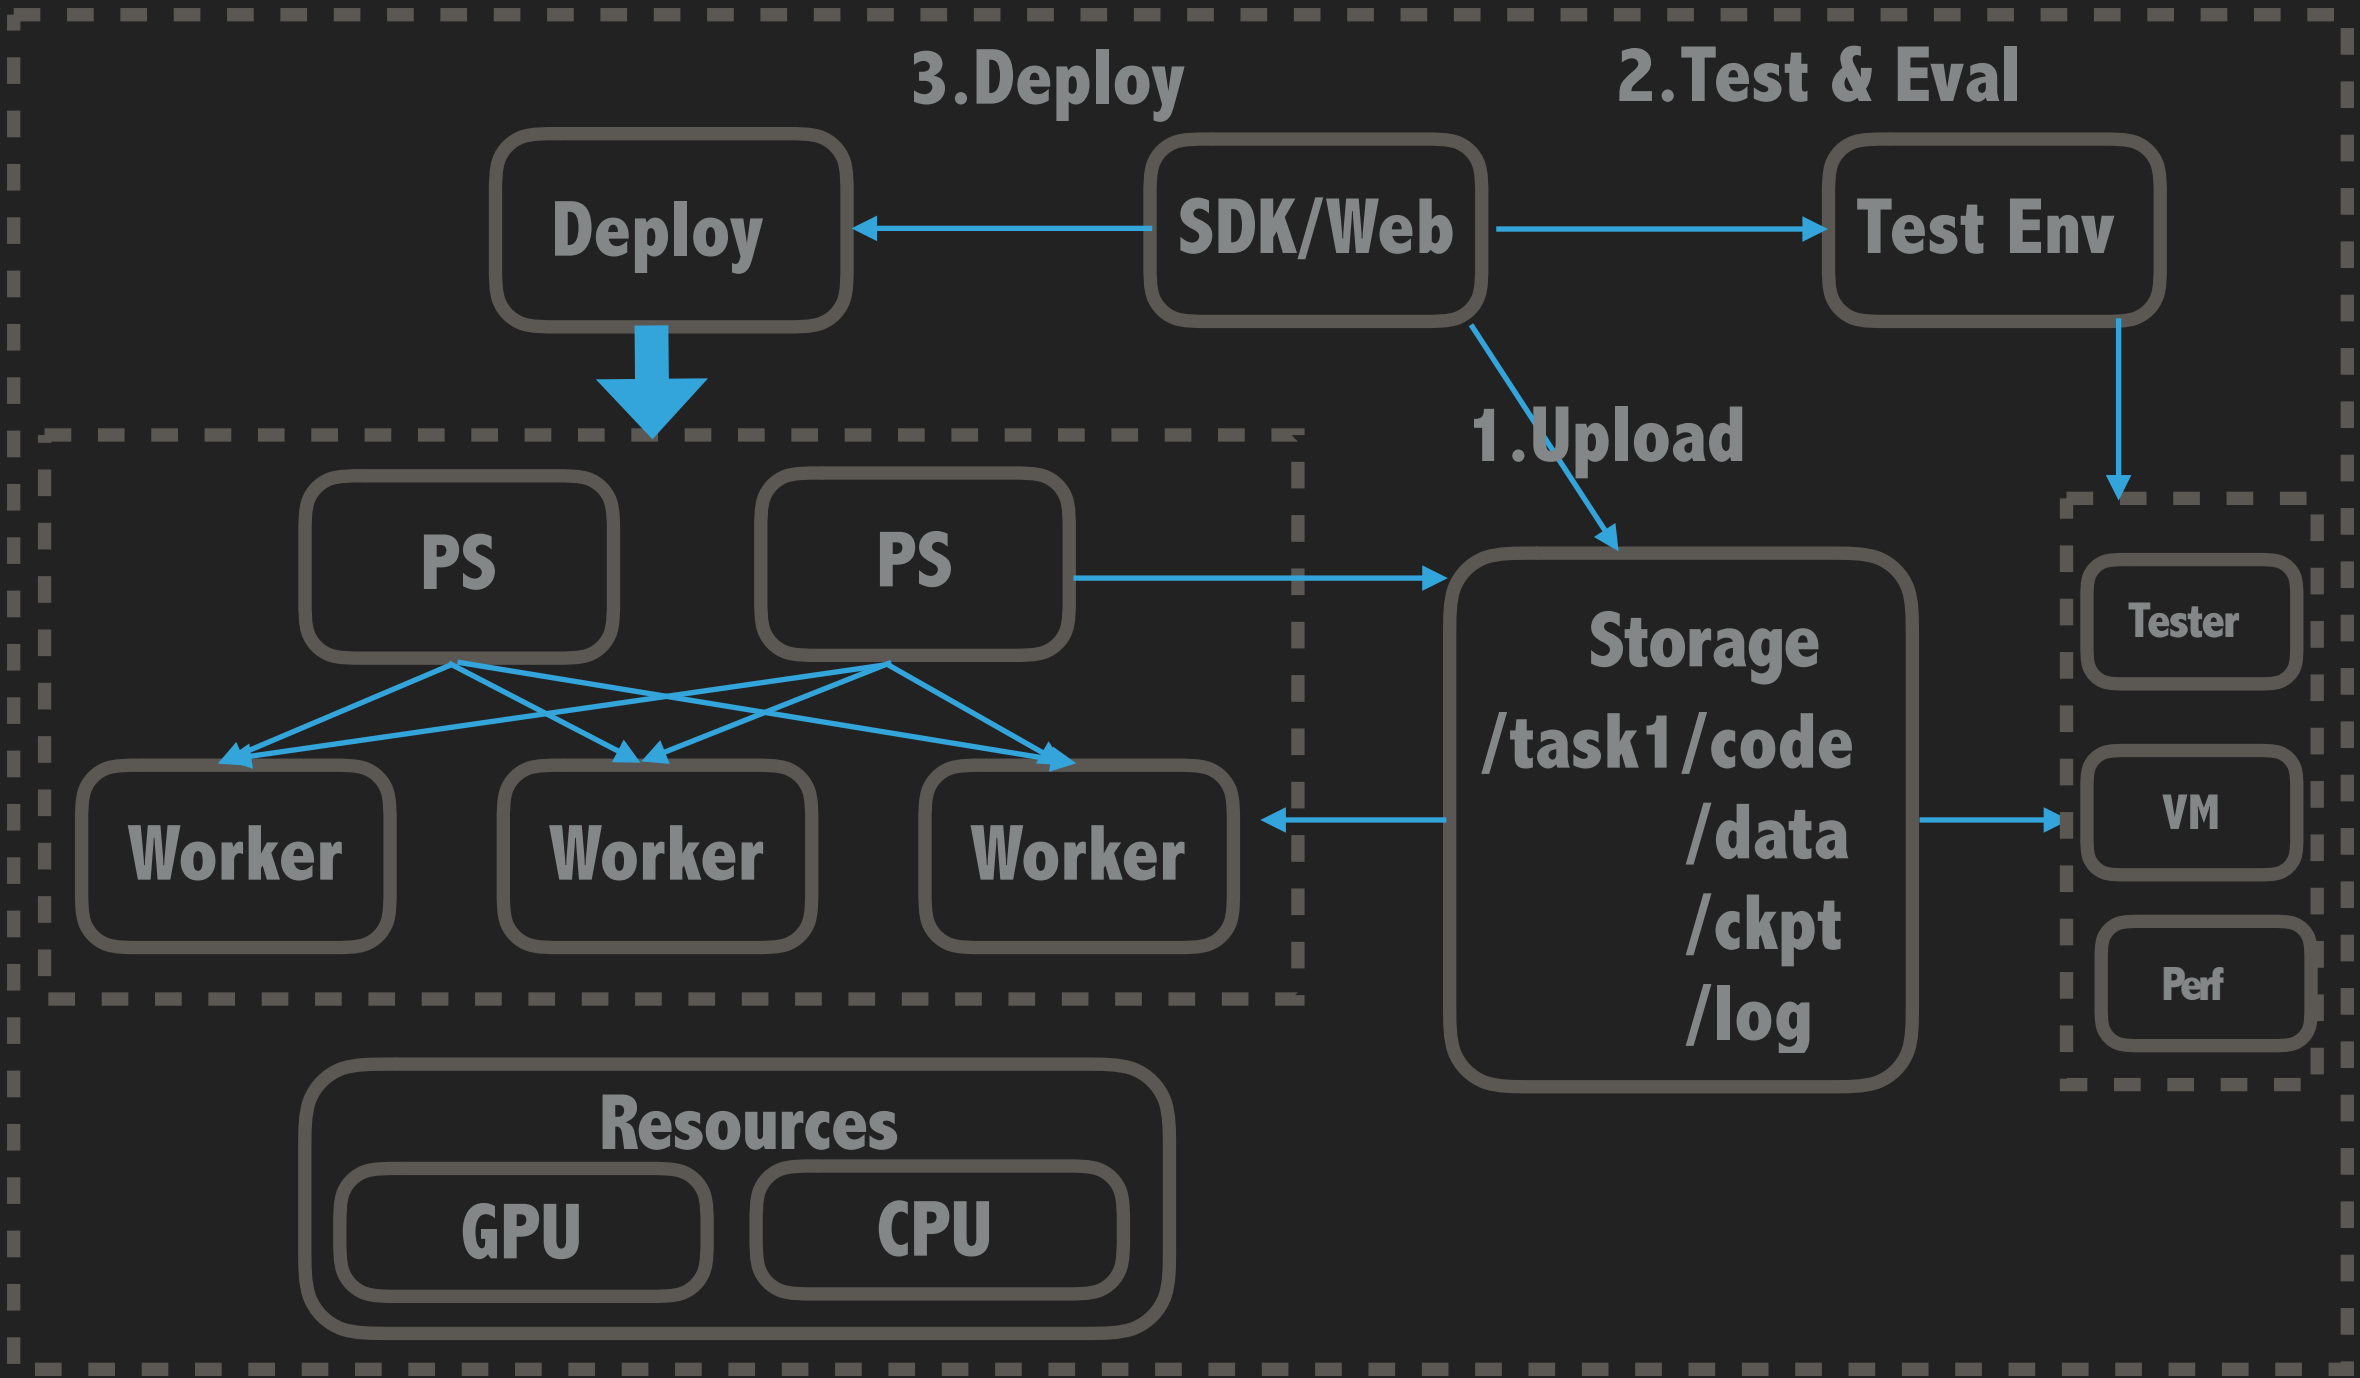 3.Deploy
2.Test & Eval
Deploy
SDK/Web
Test Env
1.Upload
PS
PS
Storage
/task1/code
/data
/ckpt
/log
Tester
VM
Perf
Worker
Worker
Worker
Resources
GPU
CPU